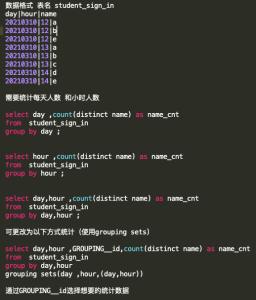 数据格式 表名 student_sign_in
day|hour|name
20210310|12|a
20210310|12|b
20210310|12|e
20210310|13|a
20210310|13|b
20210310|13|c
20210310|14|d
20210310|14|e
需要统计每天人数 和小时人数
select day ,count(distinct name) as name_cnt
from student_sign_in
group by day ;
select hour ,count(distinct name) as name_cnt
from student_sign_in
group by hour ;
select day,hour ,count(distinct name) as name_cnt
from student_sign_in
group by day,hour ;
可更改为以下方式统计（使用grouping sets）
select day,hour ,GROUPING__id,count(distinct name) as name_cnt
from student_sign_in
group by day,hour
grouping sets(day ,hour,(day,hour))
通过GROUPING__id选择想要的统计数据